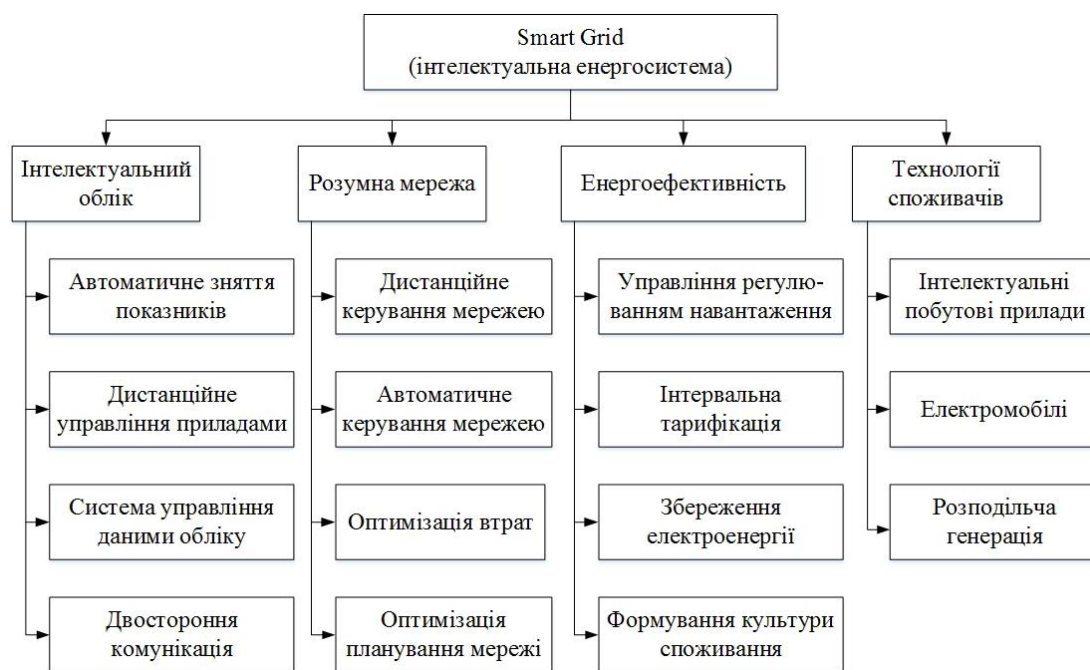 Smart Grid
(інтелектуальна енергосистема)
Інтелектуальний
облік
Розумна мережа
Енергоефективність
Технології
споживачів
Автоматичне зняття
показників
Дистанційне
керування мережею
Управління регулю-
ванням навантаження
Інтелектуальні
побутові прилади
Дистанційне
управління приладами
Автоматичне
керування мережею
Інтервальна
тарифікація
Електромобілі
Система управління
даними обліку
Оптимізація втрат
Збереження
електроенергії
Розподільча
генерація
Двостороння
комунікація
Оптимізація
планування мережі
Формування культури
споживання